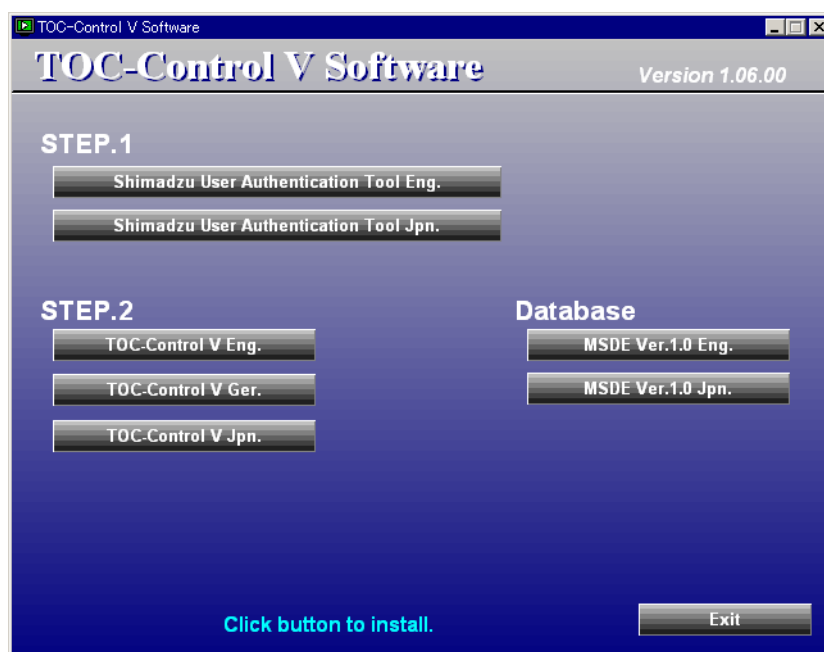 TOC-Control V Software
TOC-Control V Software
Version 1.06.00
STEP.1
Shimadzu User Authentication Tool Eng.
Shimadzu User Authentication Tool Jpn.
STEP.2
Database
TOC-Control V Eng.
MSDE Ver.1.0 Eng.
TOC-Control V Ger.
MSDE Ver.1.0 Jpn.
TOC-Control V Jpn.
Click button to install.
Exit